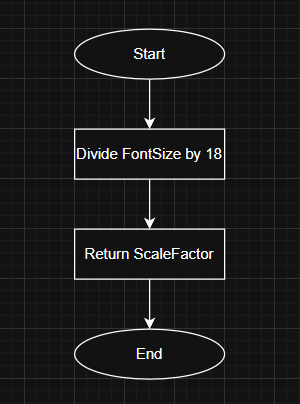 Start
Divide FontSize by 18
Return ScaleFactor
End